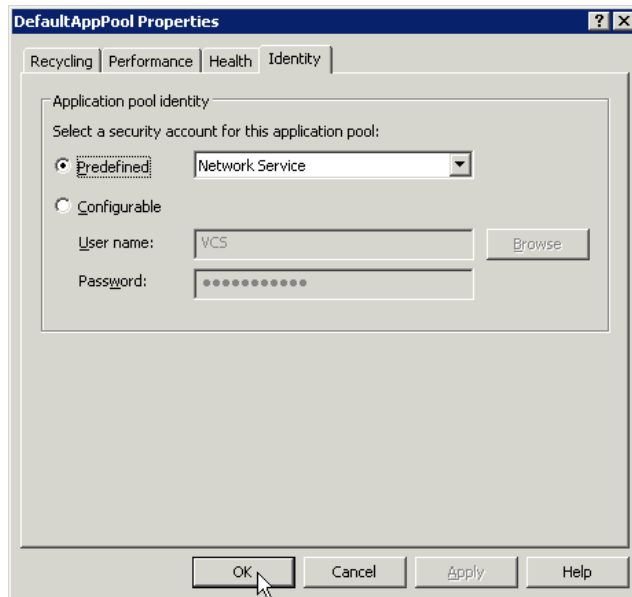 DefaultAppPool Properties
Recycling Performance Health Identity
Application pool identity
Select a security account for this application pool:
Predefined Network Service
Configurable
User name: VCS Browse
Password: ●●●●●●●●●●●
OK Cancel Apply Help